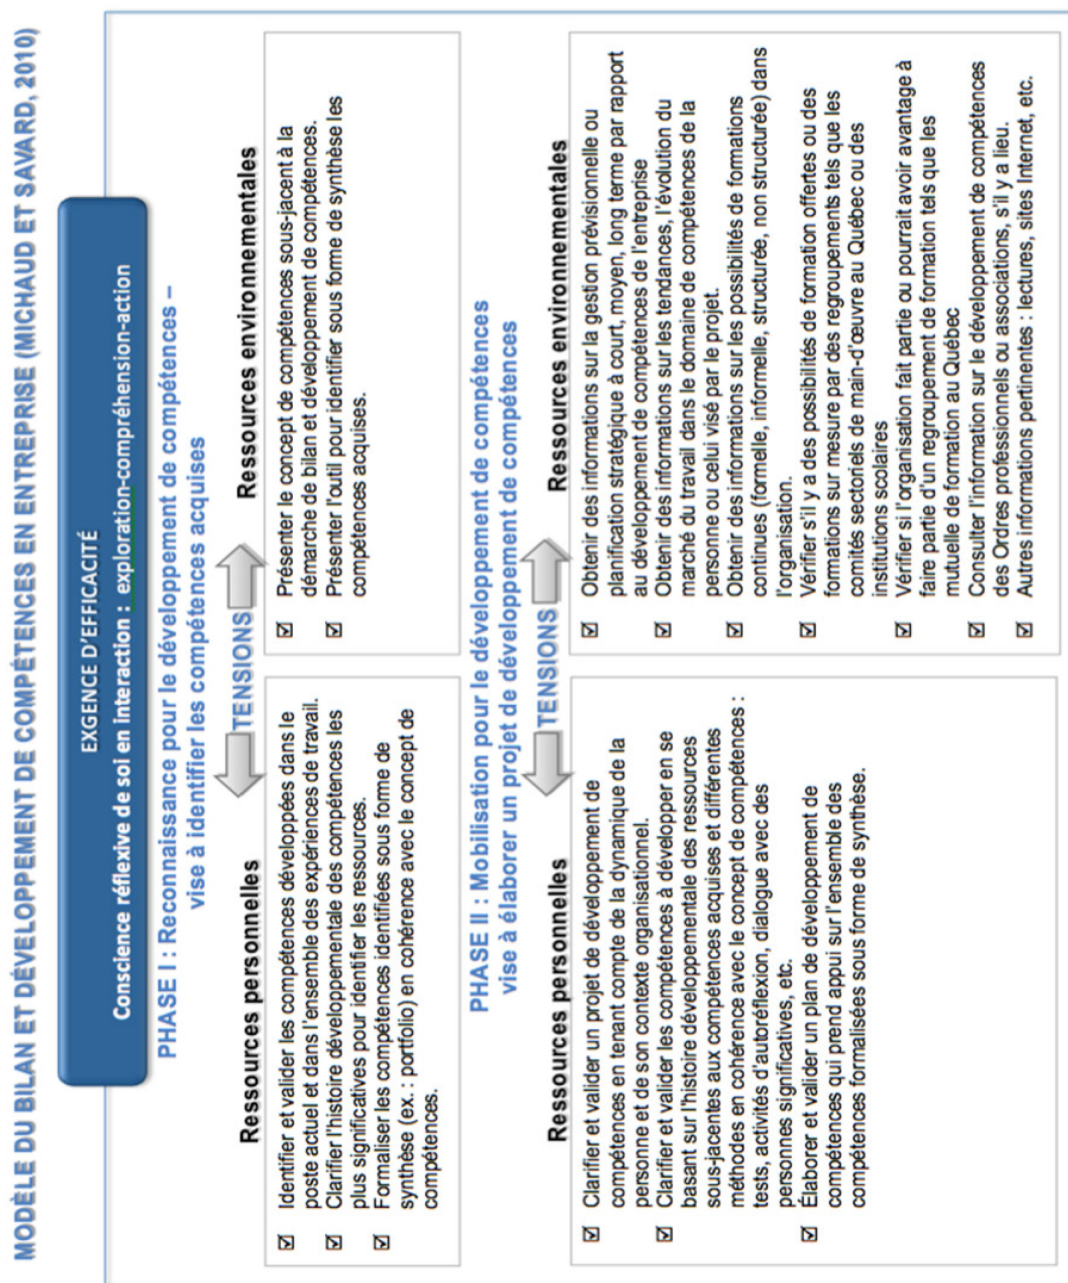 MODÈLE DU BILAN ET DÉVELOPPEMENT DE COMPÉTENCES EN ENTREPRISE (MICHAUD ET SAVARD, 2010)
EXGENCE D'EFFICACITÉ
Conscience réflexive de soi en interaction : exploration-compréhension-action
PHASE I : Reconnaissance pour le développement de compétences –
vise à identifier les compétences acquises
TENSIONS
Ressources personnelles
☑ Identifier et valider les compétences développées dans le
poste actuel et dans l'ensemble des expériences de travail.
☑ Clarifier l'histoire développementale des compétences les
plus significatives pour identifier les ressources.
☑ Formaliser les compétences identifiées sous forme de
synthèse (ex. : portfolio) en cohérence avec le concept de
compétences.
Ressources environnementales
☑ Présenter le concept de compétences sous-jacent à la
démarche de bilan et développement de compétences.
☑ Présenter l'outil pour identifier sous forme de synthèse les
compétences acquises.
PHASE II : Mobilisation pour le développement de compétences
vise à élaborer un projet de développement de compétences
TENSIONS
Ressources personnelles
☑ Clarifier et valider un projet de développement de
compétences en tenant compte de la dynamique de la
personne et de son contexte organisationnel.
☑ Clarifier et valider les compétences à développer en se
basant sur l'histoire développementale des ressources
sous-jacentes aux compétences acquises et différentes
méthodes en cohérence avec le concept de compétences :
tests, activités d'autoréflexion, dialogue avec des
personnes significatives, etc.
☑ Élaborer et valider un plan de développement de
compétences qui prend appui sur l'ensemble des
compétences formalisées sous forme de synthèse.
Ressources environnementales
☑ Obtenir des informations sur la gestion prévisionnelle ou
planification stratégique à court, moyen, long terme par rapport
au développement de compétences de l'entreprise
☑ Obtenir des informations sur les tendances, l'évolution du
marché du travail dans le domaine de compétences de la
personne ou celui visé par le projet.
☑ Obtenir des informations sur les possibilités de formations
continues (formelle, informelle, structurée, non structurée) dans
l'organisation.
☑ Vérifier s'il y a des possibilités de formation offertes ou des
formations sur mesure par des regroupements tels que les
comités sectoriels de main-d'œuvre au Québec ou des
institutions scolaires
☑ Vérifier si l'organisation fait partie ou pourrait avoir avantage à
faire partie d'un regroupement de formation tels que les
mutuelle de formation au Québec
☑ Consulter l'information sur le développement de compétences
des Ordres professionnels ou associations, s'il y a lieu.
☑ Autres informations pertinentes : lectures, sites Internet, etc.